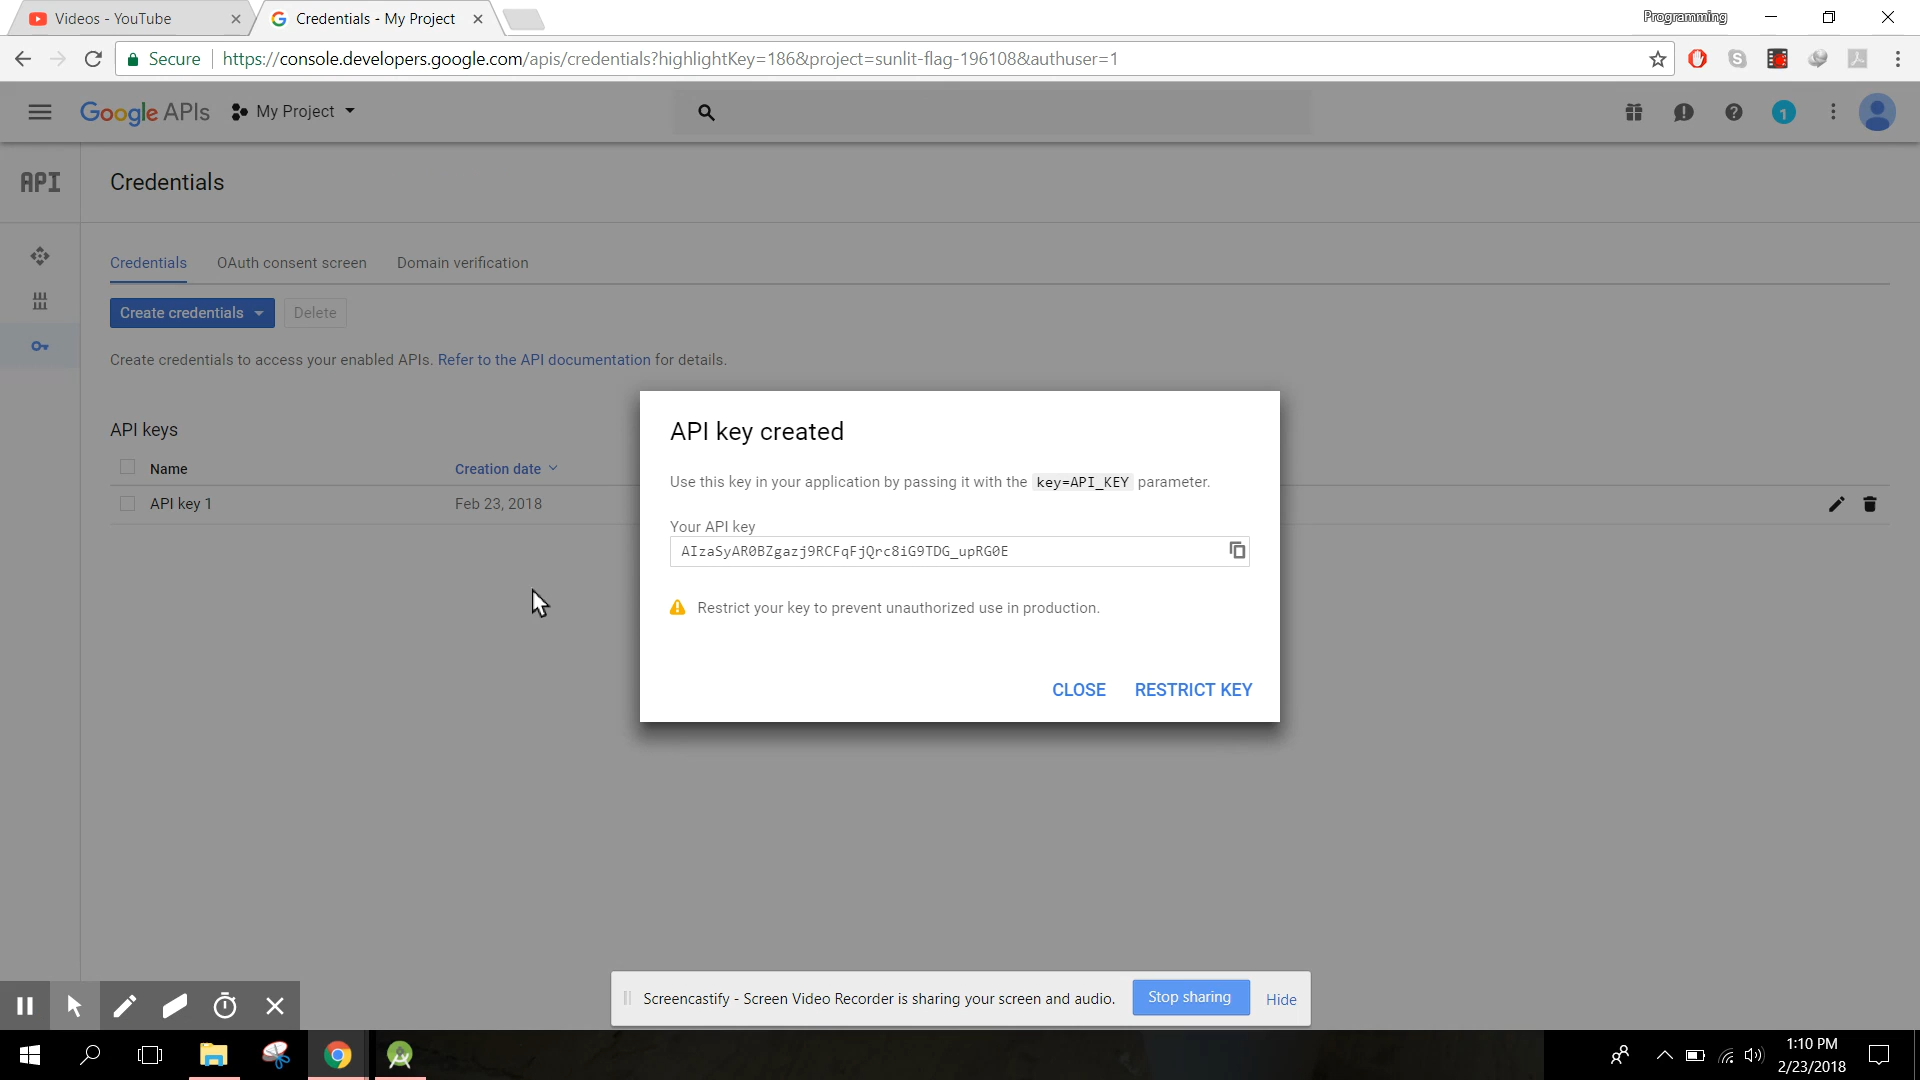 Videos - YouTube
Credentials - My Project
Programming
Secure
https://console.developers.google.com/apis/credentials?highlightKey=186&project=sunlit-flag-196108&authuser=1
Google APIs
My Project
1
API
Credentials
Credentials
OAuth consent screen
Domain verification
Create credentials
Delete
Create credentials to access your enabled APIs. Refer to the API documentation for details.
API keys
Name
Creation date
API key 1
Feb 23, 2018
API key created
Use this key in your application by passing it with the key=API_KEY parameter.
Your API key
AIzaSyAR0BZgazj9RCFqFjQrc8iG9TDG_upRG0E
Restrict your key to prevent unauthorized use in production.
CLOSE
RESTRICT KEY
Screencastify - Screen Video Recorder is sharing your screen and audio.
Stop sharing
Hide
1:10 PM
2/23/2018